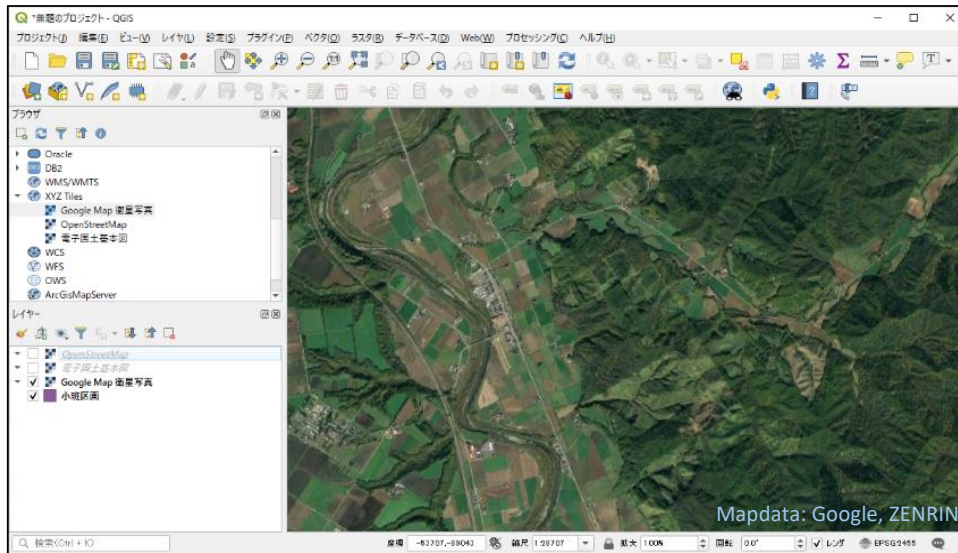 *無題のプロジェクト - QGIS
プロジェクト(J) 編集(E) ビュー(V) レイヤ(L) 設定(S) プラグイン(P) ベクタ(O) ラスタ(R) データベース(D) Web(W) プロセッシング(C) ヘルプ(H)
ブラウザ
Oracle
DB2
WMS/WMTS
XYZ Tiles
Google Map 衛星写真
OpenStreetMap
電子国土基本図
WCS
WFS
OWS
ArcGisMapServer
レイヤー
OpenStreetMap
電子国土基本図
Google Map 衛星写真
小班区画
Mapdata: Google, ZENRIN
検索(Ctrl + K) 座標 -53707,-89043 縮尺 1:28707 拡大 100% 回転 0.0° レンダ EPSG:2455